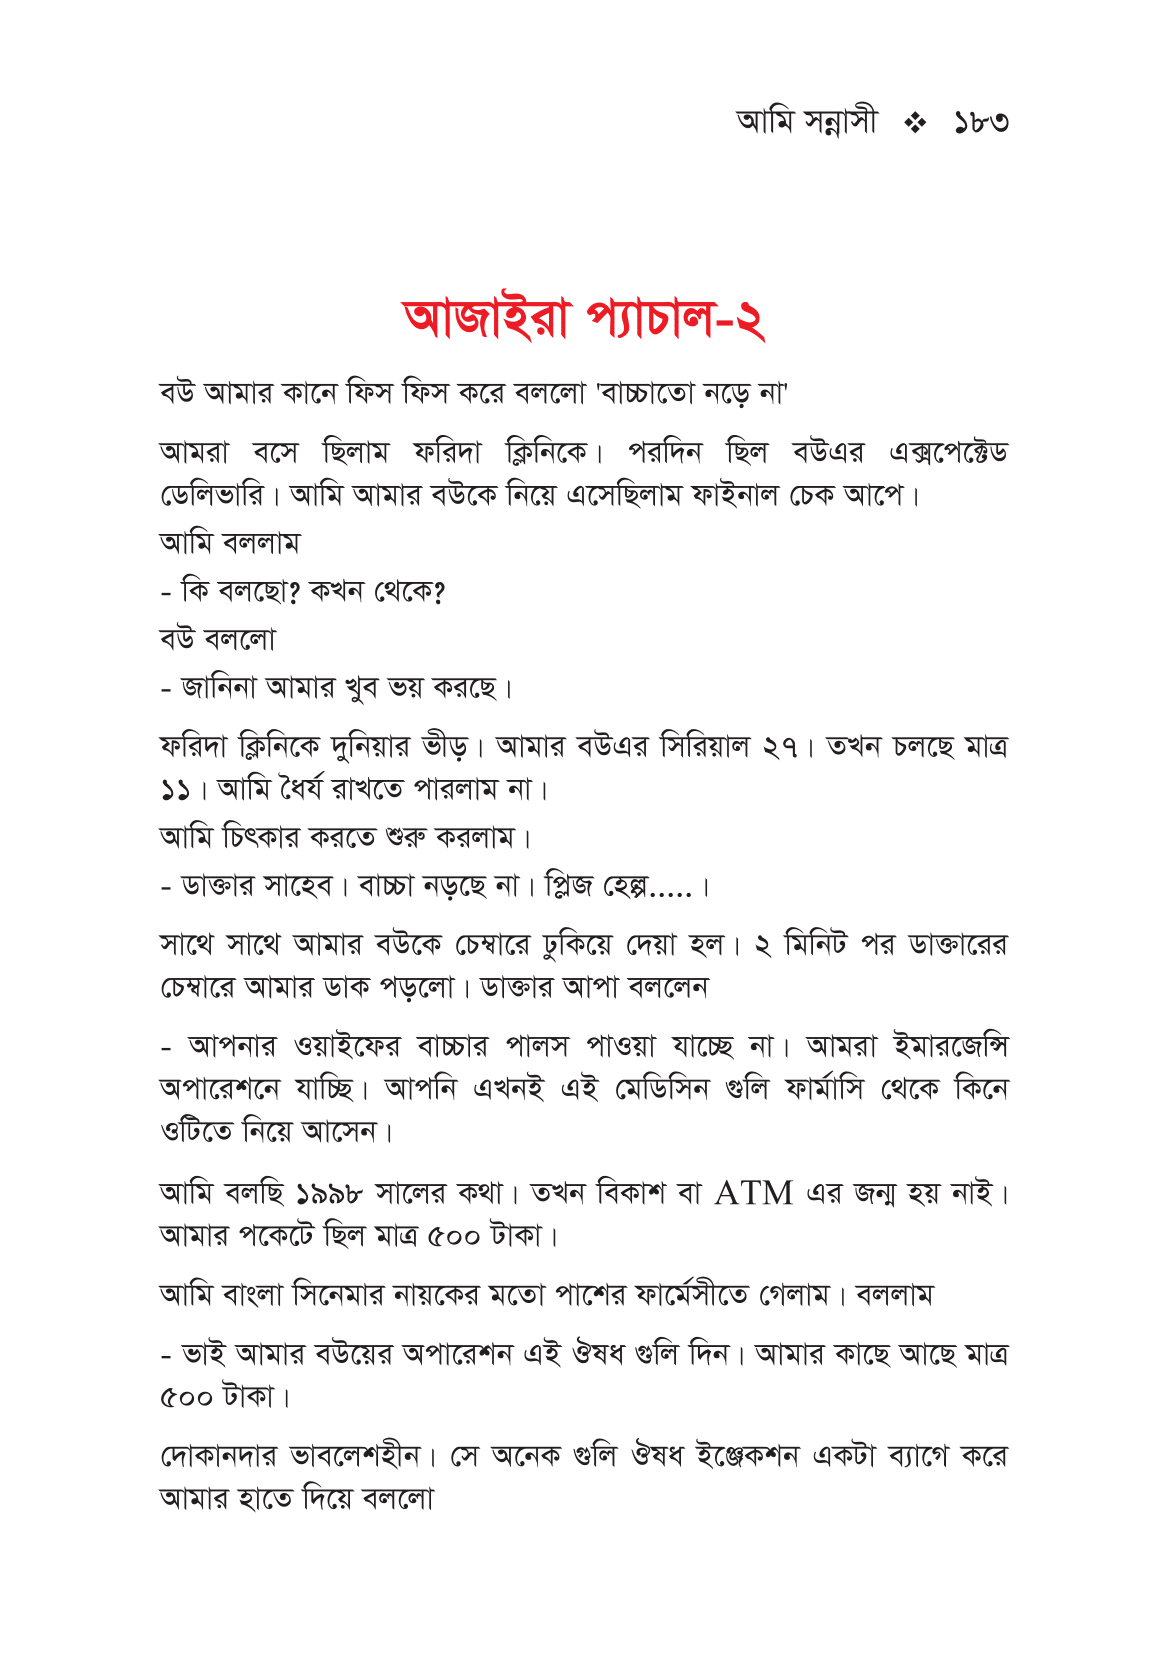 আমি সন্নাসী ❖ ১৮৩
আজাইরা প্যাচাল-২
বউ আমার কানে ফিস ফিস করে বললো 'বাচ্চাতো নড়ে না'
আমরা বসে ছিলাম ফরিদা ক্লিনিকে। পরদিন ছিল বউএর এক্সপেক্টেড
ডেলিভারি। আমি আমার বউকে নিয়ে এসেছিলাম ফাইনাল চেক আপে।
আমি বললাম
- কি বলছো? কখন থেকে?
বউ বললো
- জানিনা আমার খুব ভয় করছে।
ফরিদা ক্লিনিকে দুনিয়ার ভীড়। আমার বউএর সিরিয়াল ২৭। তখন চলছে মাত্র
১১। আমি ধৈর্য রাখতে পারলাম না।
আমি চিৎকার করতে শুরু করলাম।
- ডাক্তার সাহেব। বাচ্চা নড়ছে না। প্লিজ হেল্প.....।
সাথে সাথে আমার বউকে চেম্বারে ঢুকিয়ে দেয়া হল। ২ মিনিট পর ডাক্তারের
চেম্বারে আমার ডাক পড়লো। ডাক্তার আপা বললেন
- আপনার ওয়াইফের বাচ্চার পালস পাওয়া যাচ্ছে না। আমরা ইমারজেন্সি
অপারেশনে যাচ্ছি। আপনি এখনই এই মেডিসিন গুলি ফার্মাসি থেকে কিনে
ওটিতে নিয়ে আসেন।
আমি বলছি ১৯৯৮ সালের কথা। তখন বিকাশ বা ATM এর জন্ম হয় নাই।
আমার পকেটে ছিল মাত্র ৫০০ টাকা।
আমি বাংলা সিনেমার নায়কের মতো পাশের ফার্মেসীতে গেলাম। বললাম
- ভাই আমার বউয়ের অপারেশন এই ঔষধ গুলি দিন। আমার কাছে আছে মাত্র
৫০০ টাকা।
দোকানদার ভাবলেশহীন। সে অনেক গুলি ঔষধ ইঞ্জেকশন একটা ব্যাগে করে
আমার হাতে দিয়ে বললো